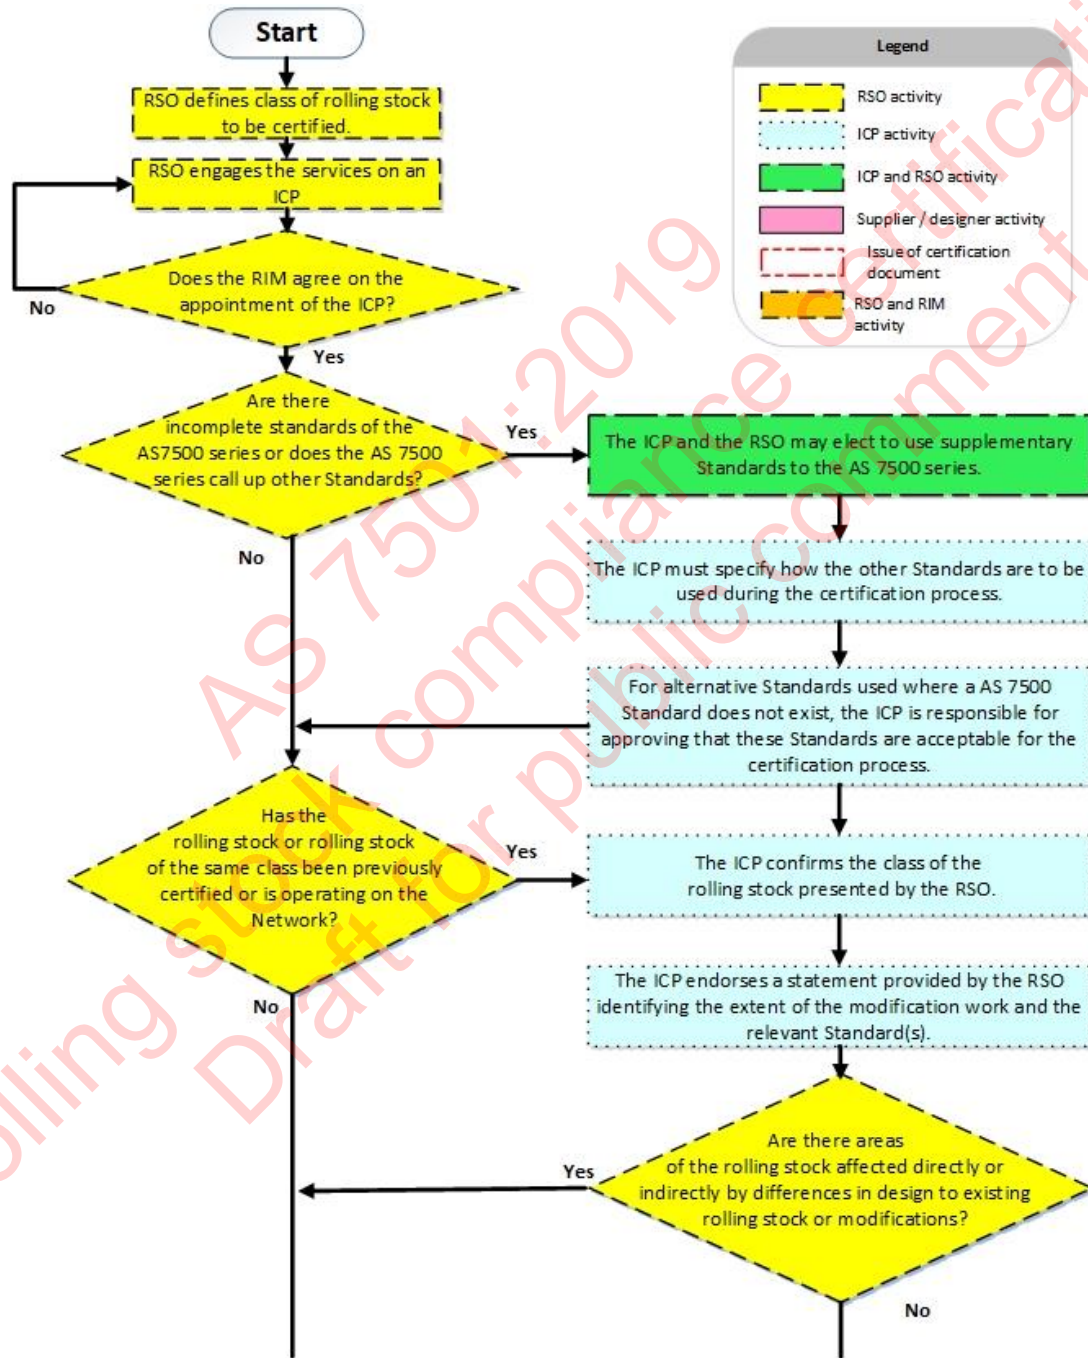 Start
Legend
RSO activity
ICP activity
ICP and RSO activity
Supplier / designer activity
Issue of certification
document
RSO and RIM
activity
RSO defines class of rolling stock
to be certified.
RSO engages the services on an
ICP
Does the RIM agree on the
appointment of the ICP?
No
Yes
Are there
incomplete standards of the
AS7500 series or does the AS 7500
series call up other Standards?
Yes
No
The ICP and the RSO may elect to use supplementary
Standards to the AS 7500 series.
The ICP must specify how the other Standards are to be
used during the certification process.
For alternative Standards used where a AS 7500
Standard does not exist, the ICP is responsible for
approving that these Standards are acceptable for the
certification process.
Has the
rolling stock or rolling stock
of the same class been previously
certified or is operating on the
Network?
Yes
No
The ICP confirms the class of the
rolling stock presented by the RSO.
The ICP endorses a statement provided by the RSO
identifying the extent of the modification work and the
relevant Standard(s).
Are there areas
of the rolling stock affected directly or
indirectly by differences in design to existing
rolling stock or modifications?
Yes
No
AS 7501:2019
rolling stock compliance certificati
Draft for public comment